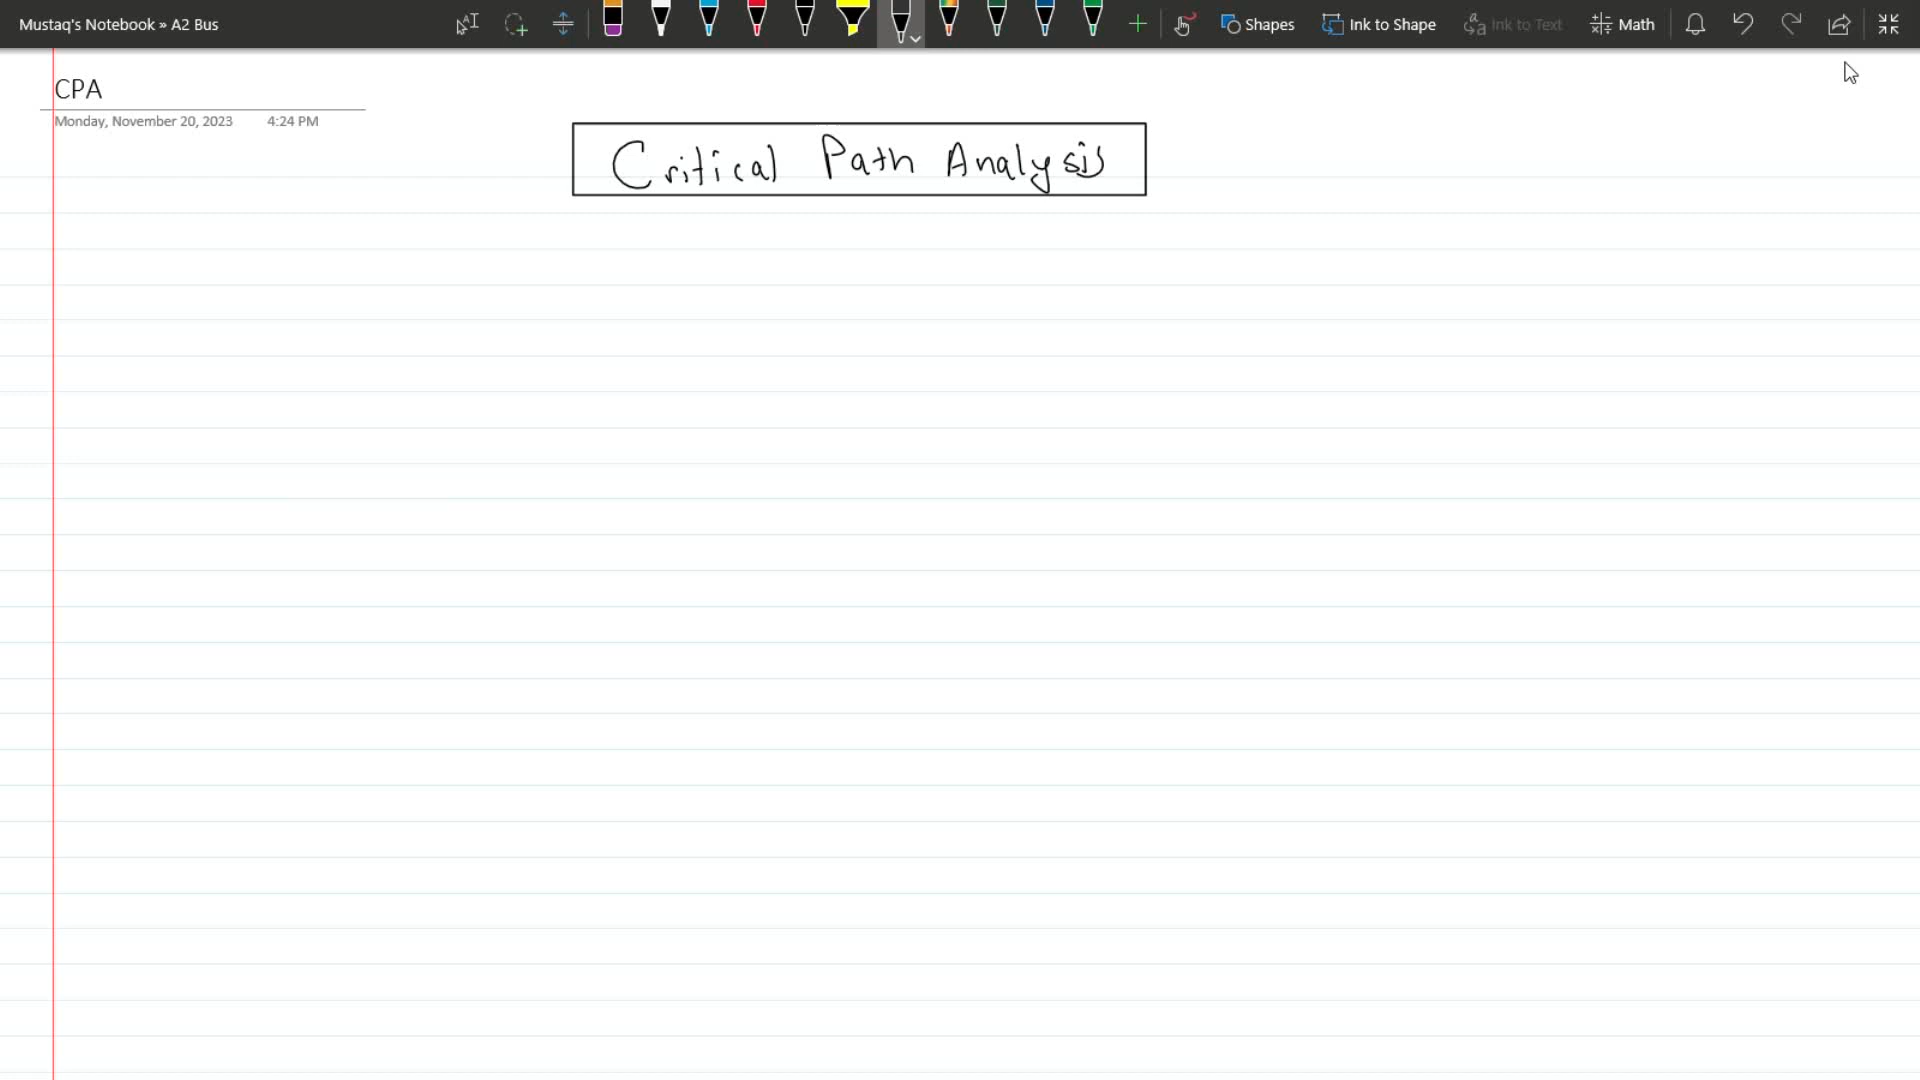 Mustaq's Notebook » A2 Bus
Shapes
Ink to Shape
Ink to Text
Math
CPA
Monday, November 20, 2023 4:24 PM
Critical Path Analysis